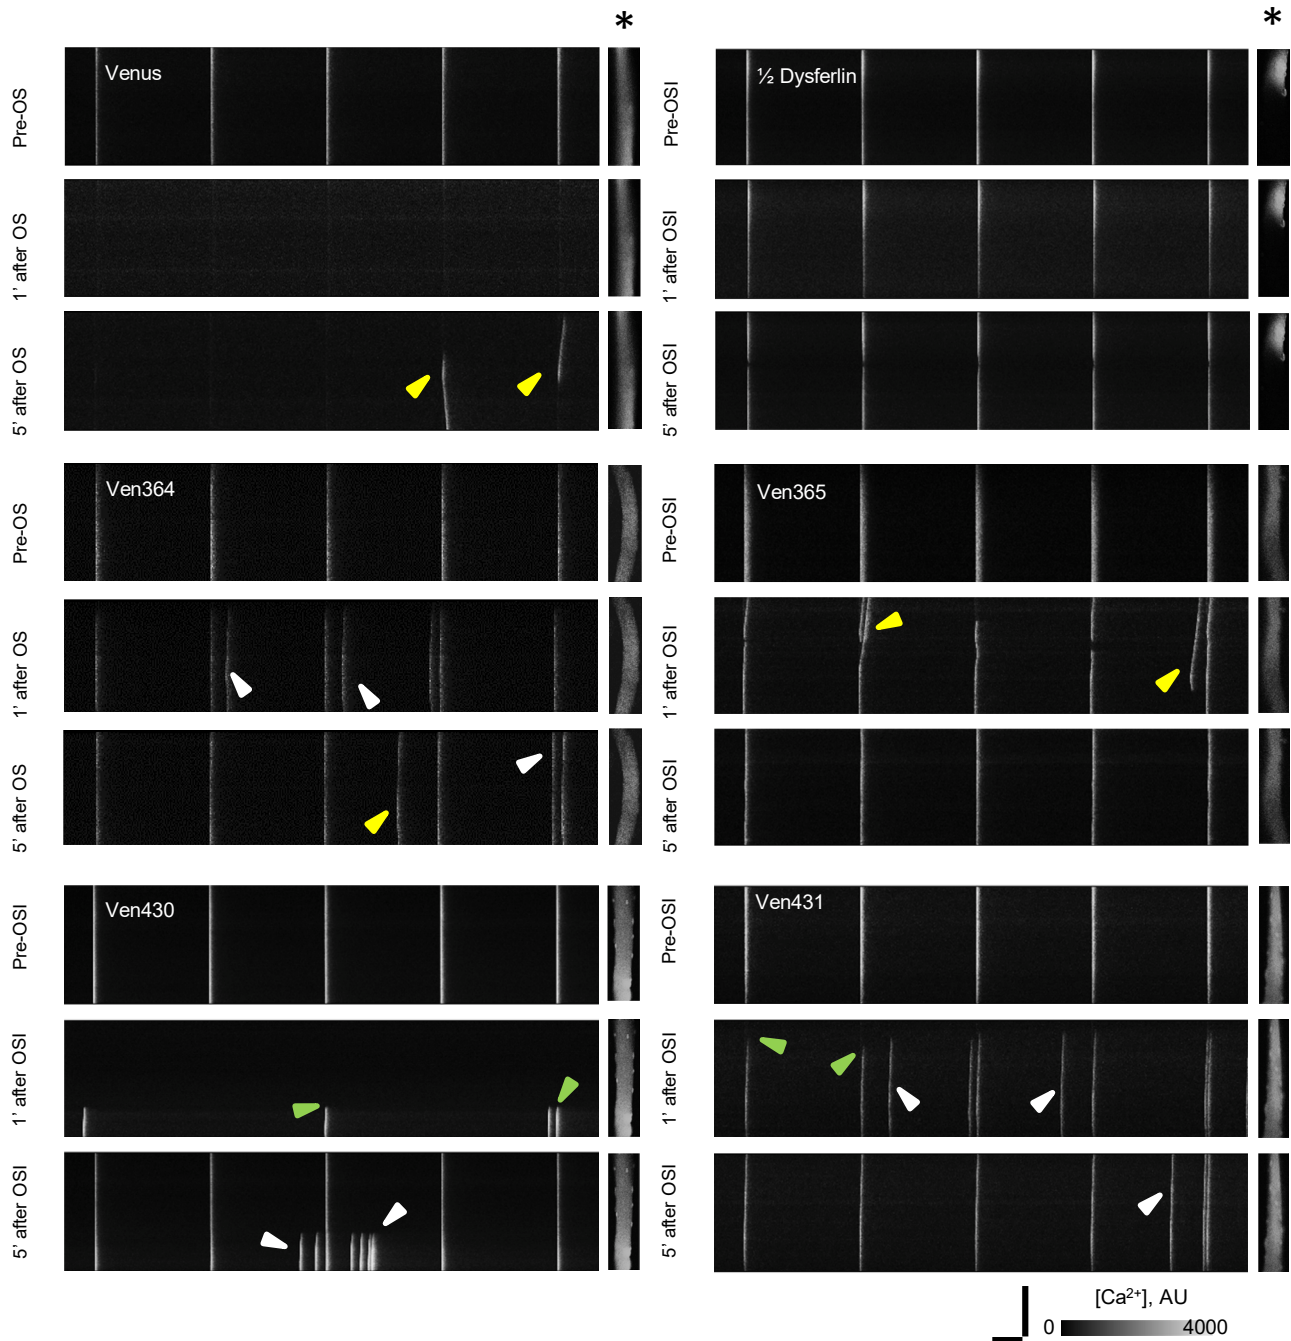 *
*
Pre-OS
Venus
1’ after OS
5’ after OS
Pre-OSI
½ Dysferlin
1’ after OSI
5’ after OSI
Pre-OS
Ven364
1’ after OS
5’ after OS
Pre-OSI
Ven365
1’ after OSI
5’ after OSI
Pre-OSI
Ven430
1’ after OSI
5’ after OSI
Pre-OSI
Ven431
1’ after OSI
5’ after OSI
[Ca²⁺], AU
0 4000